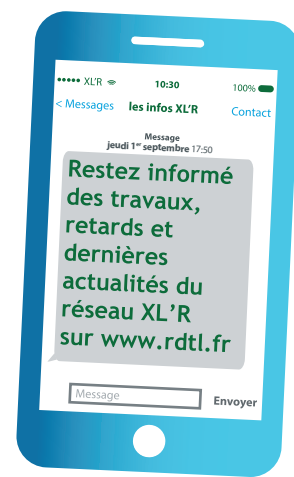 ●●●●● XL'R 10:30 100%
< Messages les infos XL'R Contact
Message
jeudi 1er septembre 17:50
Restez informé
des travaux,
retards et
dernières
actualités du
réseau XL'R
sur www.rdtl.fr
Message Envoyer